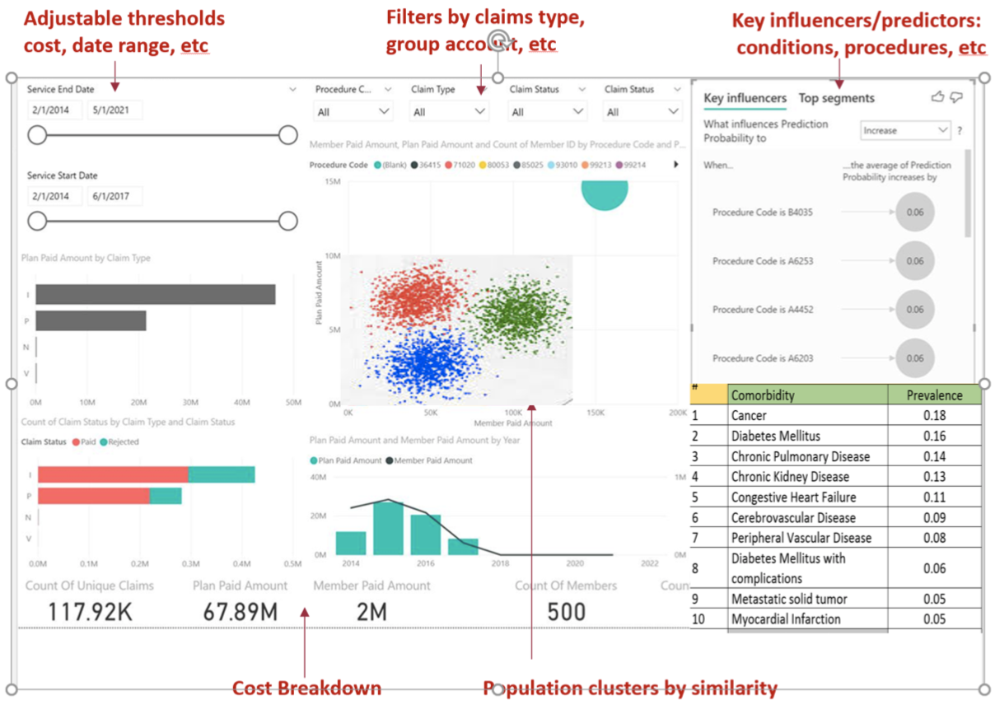 Adjustable thresholds
cost, date range, etc
Filters by claims type,
group account, etc
Key influencers/predictors:
conditions, procedures, etc
Service End Date
2/1/2014 5/1/2021
Service Start Date
2/1/2014 6/1/2017
Procedure C... Claim Type Claim Status Claim Status
All All All All
Key influencers Top segments
What influences Prediction
Probability to
Increase ?
When...
....the average of Prediction
Probability increases by
Procedure Code is B4035 0.06
Procedure Code is A6253 0.06
Procedure Code is A4452 0.06
Procedure Code is A6203 0.06
Member Paid Amount, Plan Paid Amount and Count of Member ID by Procedure Code and P...
Procedure Code (Blank) 36415 71020 80053 85025 93010 99213 99214
15M
10M
5M
0M
Plan Paid Amount
0K 50K 100K 150K 200K
Member Paid Amount
Plan Paid Amount by Claim Type
I
P
N
V
0M 10M 20M 30M 40M 50M
Count of Claim Status by Claim Type and Claim Status
Claim Status Paid Rejected
I
P
N
V
0.0M 0.1M 0.2M 0.3M 0.4M 0.5M
Plan Paid Amount and Member Paid Amount by Year
Plan Paid Amount Member Paid Amount
40M 1M
20M
0M 0M
2014 2016 2018 2020 2022
# Comorbidity Prevalence
1 Cancer 0.18
2 Diabetes Mellitus 0.16
3 Chronic Pulmonary Disease 0.14
4 Chronic Kidney Disease 0.13
5 Congestive Heart Failure 0.11
6 Cerebrovascular Disease 0.09
7 Peripheral Vascular Disease 0.08
8 Diabetes Mellitus with
complications 0.06
9 Metastatic solid tumor 0.05
10 Myocardial Infarction 0.05
Count Of Unique Claims Plan Paid Amount Member Paid Amount Count Of Members Coun
117.92K 67.89M 2M 500
Cost Breakdown
Population clusters by similarity